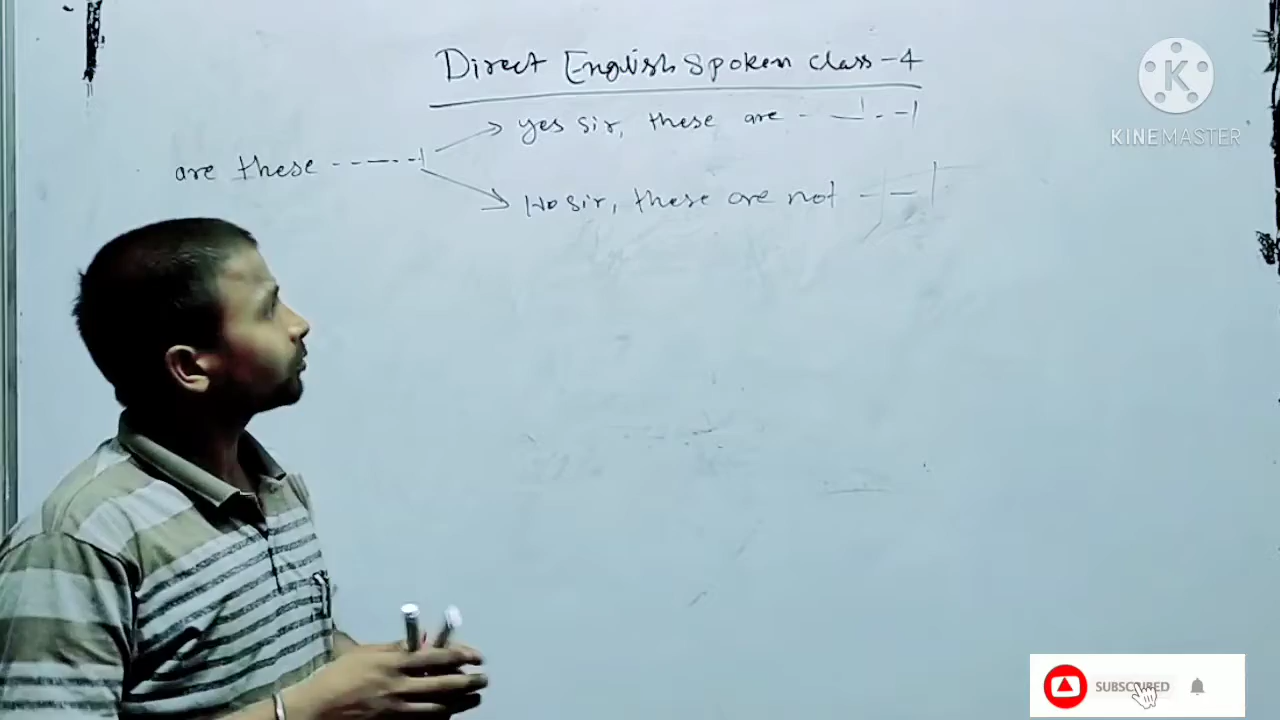 Direct English Spoken class-4
yes sir, these are - — . -|
are these ------|
No sir, these are not - — |
KINEMASTER
SUBSCRIBED